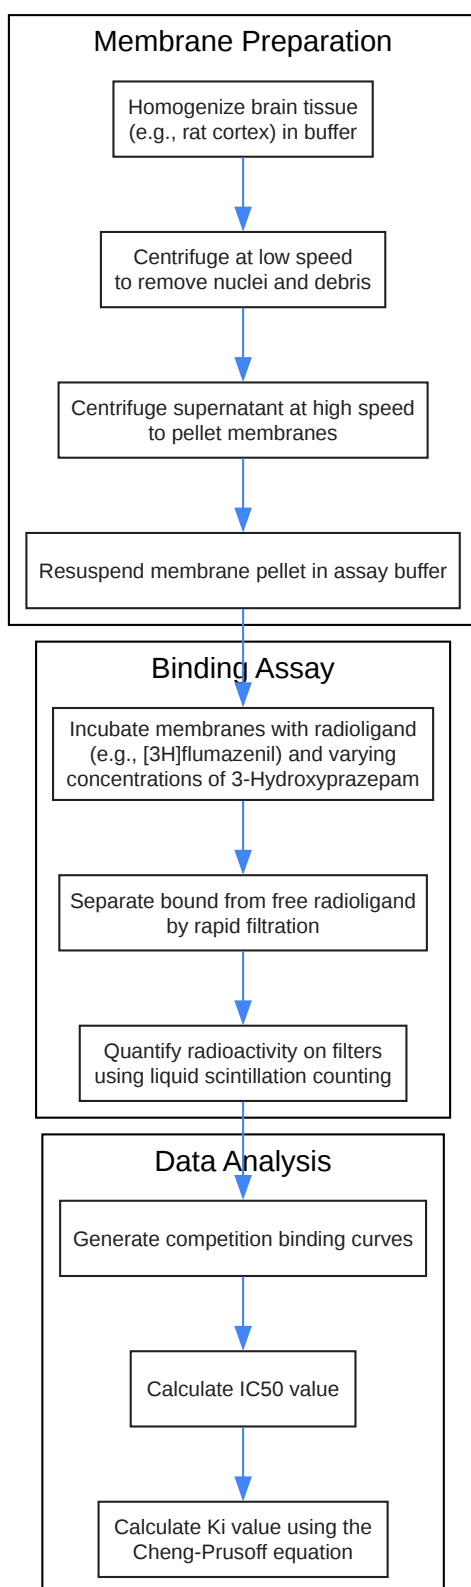 Membrane Preparation
Homogenize brain tissue
(e.g., rat cortex) in buffer
Centrifuge at low speed
to remove nuclei and debris
Centrifuge supernatant at high speed
to pellet membranes
Resuspend membrane pellet in assay buffer
Binding Assay
Incubate membranes with radioligand
(e.g., [3H]flumazenil) and varying
concentrations of 3-Hydroxyprazepam
Separate bound from free radioligand
by rapid filtration
Quantify radioactivity on filters
using liquid scintillation counting
Data Analysis
Generate competition binding curves
Calculate IC50 value
Calculate Ki value using the
Cheng-Prusoff equation